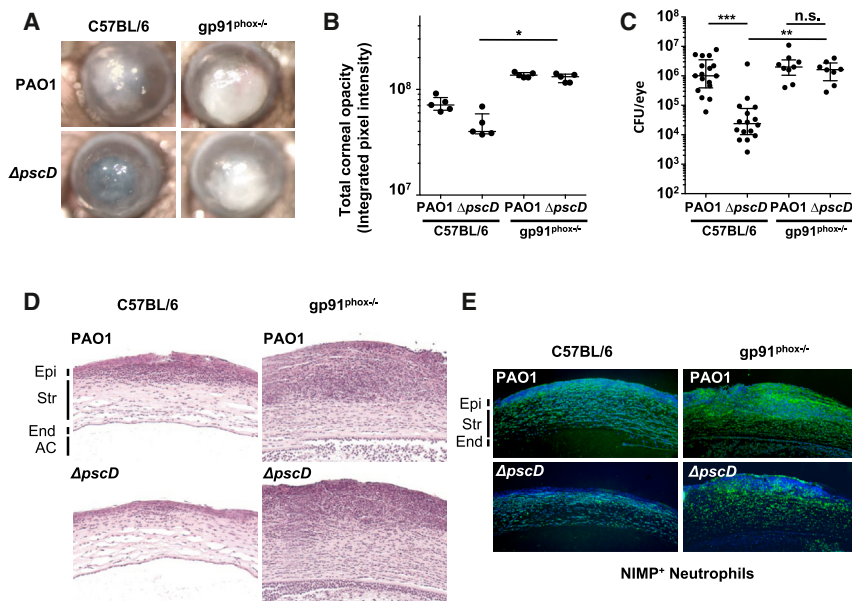 A
C57BL/6
gp91phox-/-
PAO1
ΔpscD
B
Total corneal opacity
(Integrated pixel intensity)
10^8
10^7
*
PAO1 ΔpscD PAO1 ΔpscD
C57BL/6
gp91phox-/-
C
CFU/eye
10^8
10^7
10^6
10^5
10^4
10^3
10^2
***
n.s.
**
PAO1 ΔpscD PAO1 ΔpscD
C57BL/6
gp91phox-/-
D
C57BL/6
gp91phox-/-
PAO1
PAO1
Epi
Str
End
AC
ΔpscD
ΔpscD
E
C57BL/6
gp91phox-/-
PAO1
PAO1
Epi
Str
End
ΔpscD
ΔpscD
NIMP+ Neutrophils